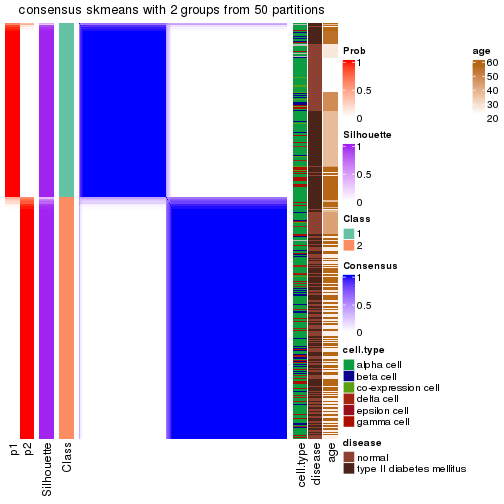 consensus skmeans with 2 groups from 50 partitions
Prob
1
0.5
0
Silhouette
1
0.5
0
Class
1
2
Consensus
1
0.5
0
cell.type
alpha cell
beta cell
co-expression cell
delta cell
epsilon cell
gamma cell
disease
normal
type II diabetes mellitus
age
60
50
40
30
20
p1
p2
Silhouette
Class
cell.type
disease
age